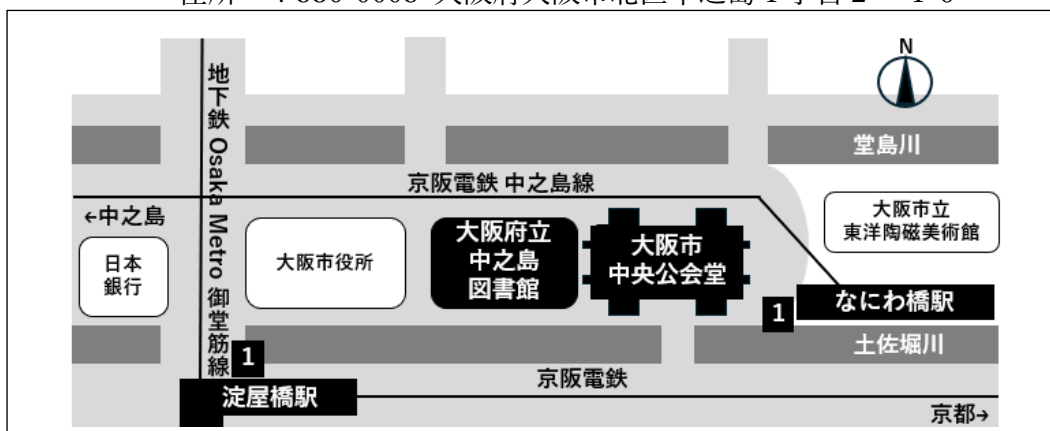 N
地下鉄 Osaka Metro 御堂筋線
堂島川
京阪電鉄 中之島線
←中之島
大阪市立
東洋陶磁美術館
日本
銀行
大阪市役所
大阪府立
中之島
図書館
大阪市
中央公会堂
なにわ橋駅
1
土佐堀川
1
京阪電鉄
淀屋橋駅
京都→